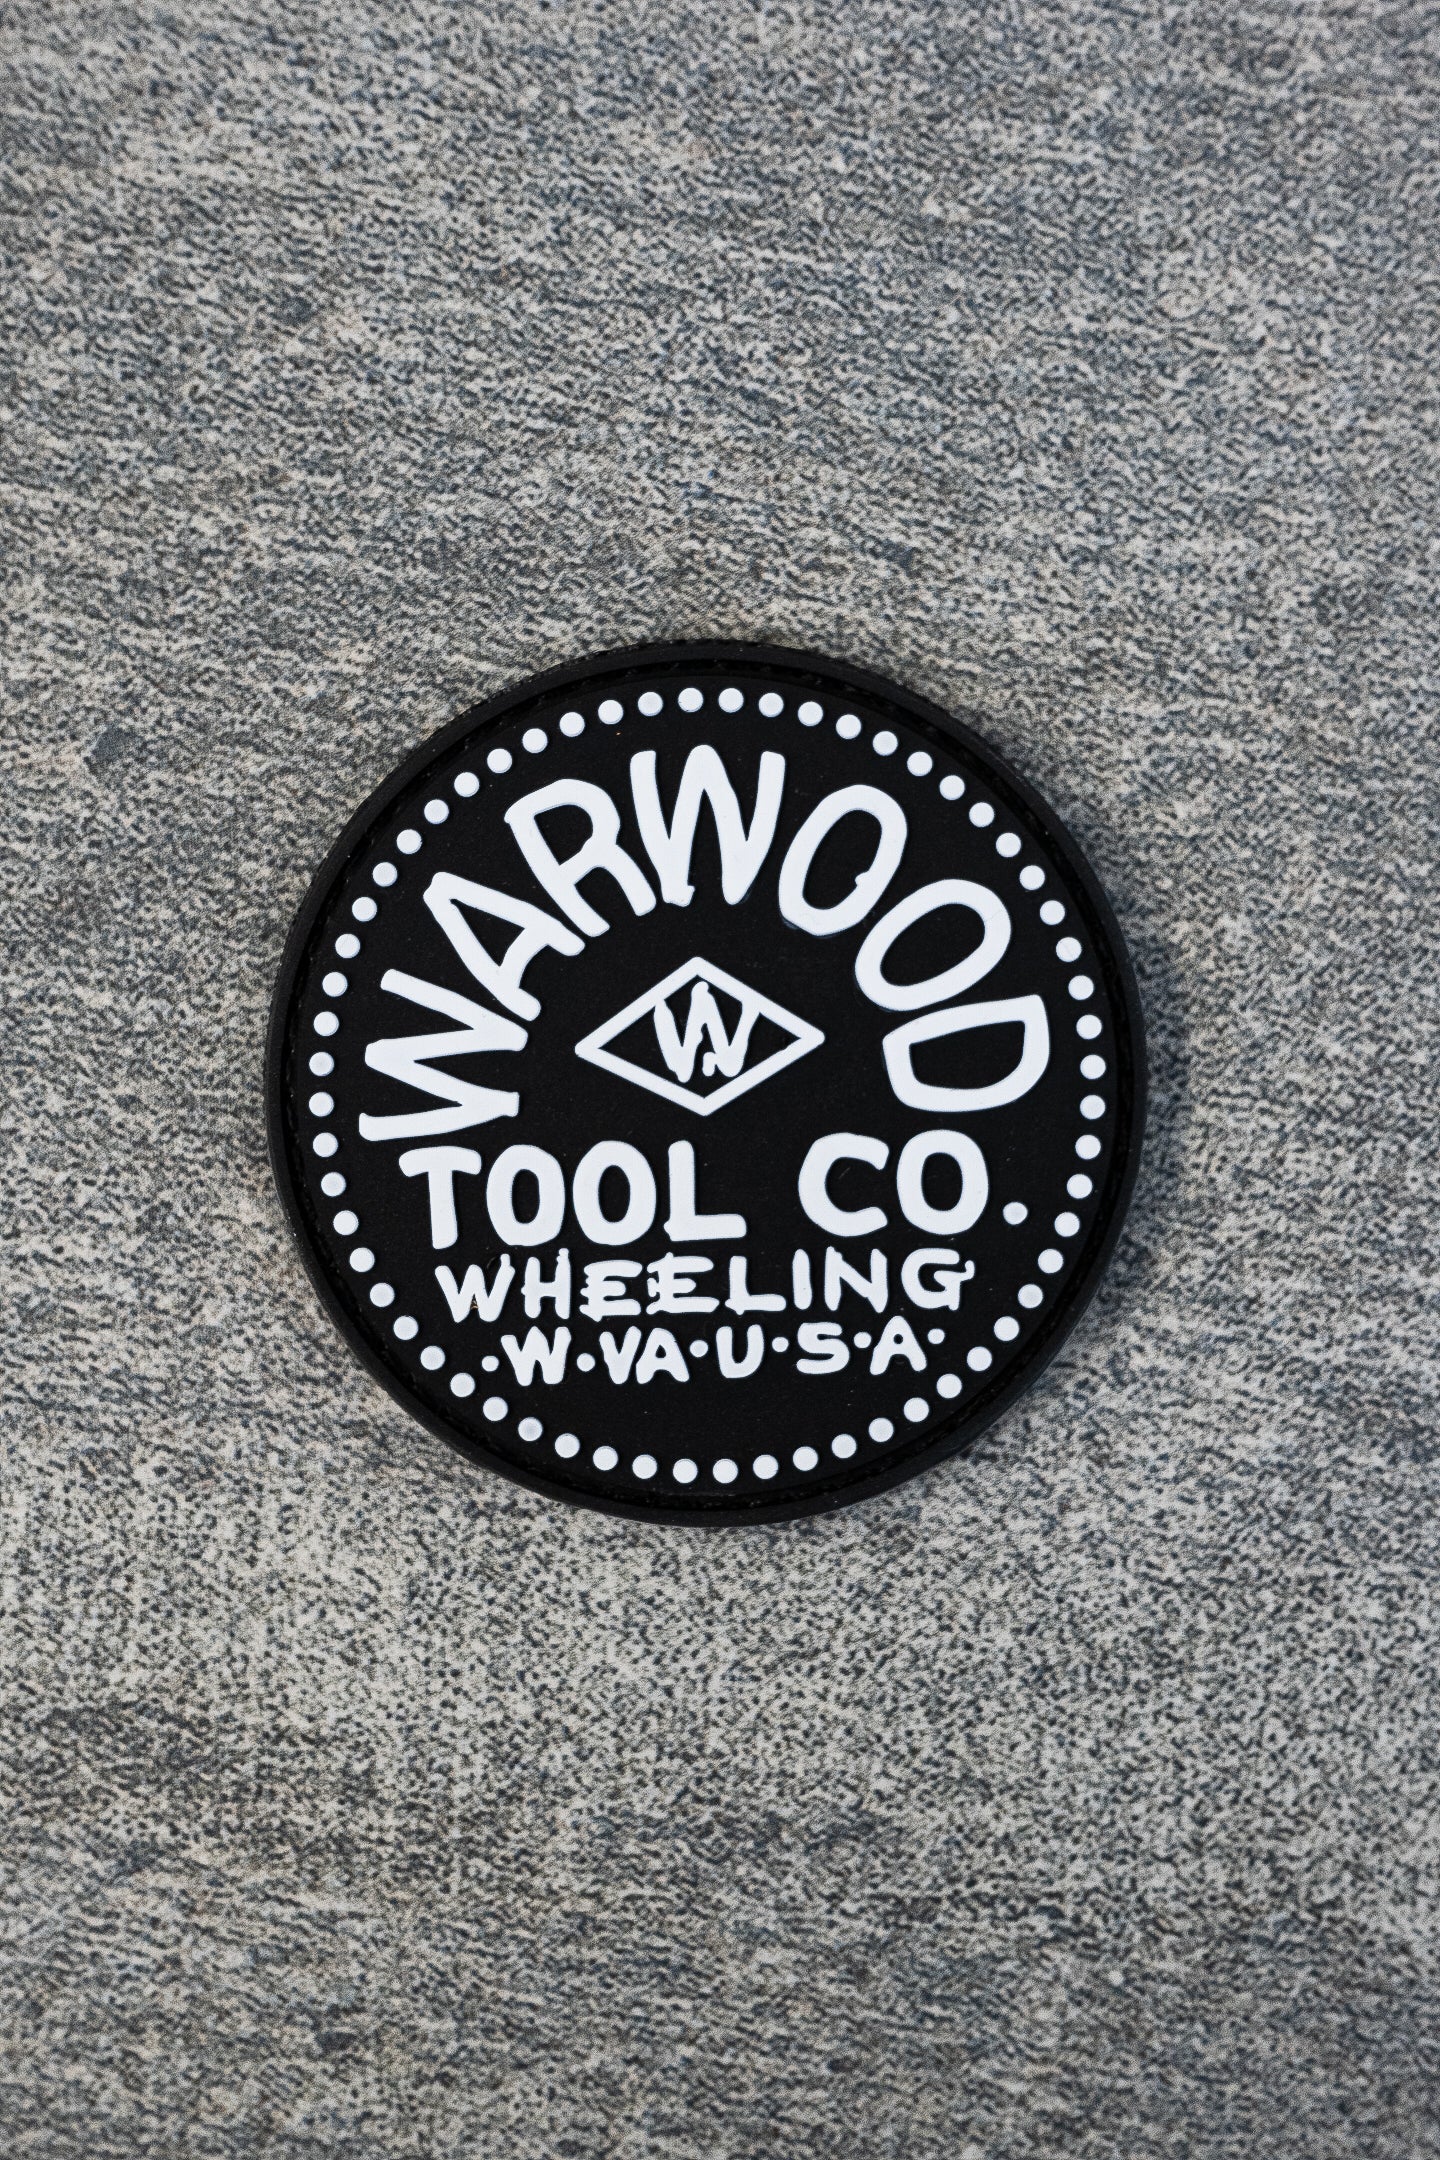 WARWOOD
W
TOOL CO.
WHEELING
·W·VA·U·S·A·